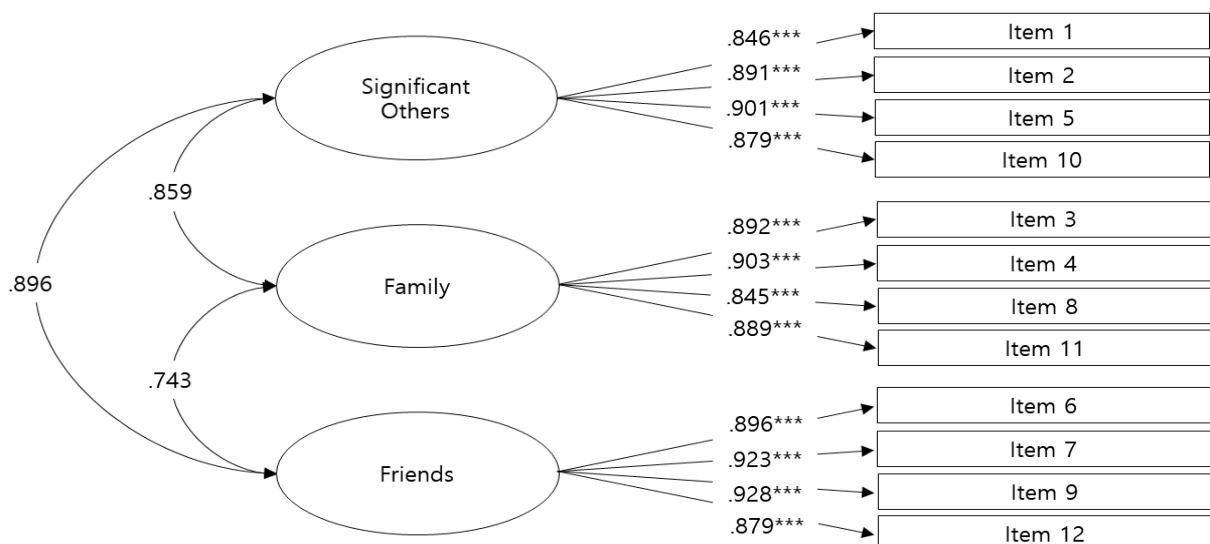 Significant
Others
.846***
Item 1
.891***
Item 2
.901***
Item 5
.879***
Item 10
.859
.896
Family
.892***
Item 3
.903***
Item 4
.845***
Item 8
.889***
Item 11
.743
Friends
.896***
Item 6
.923***
Item 7
.928***
Item 9
.879***
Item 12